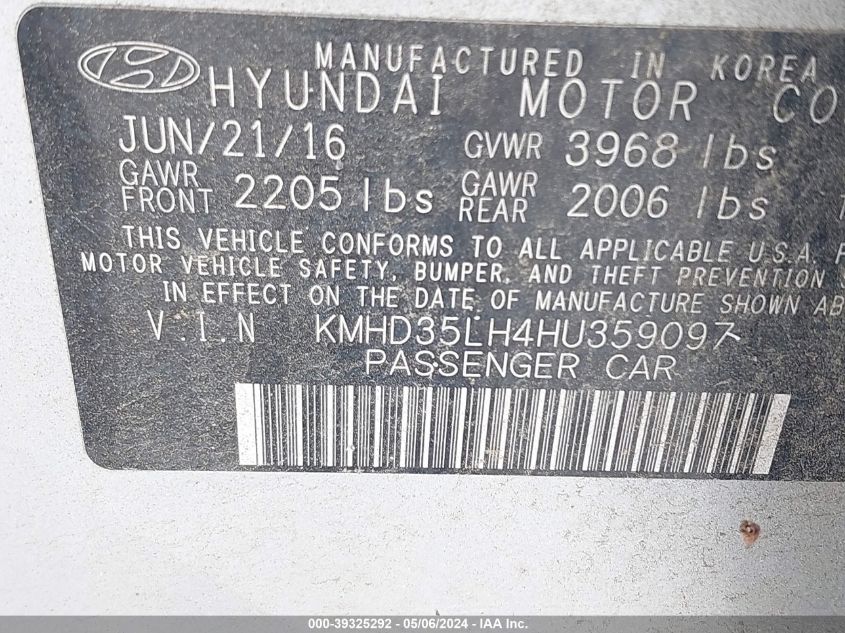 MANUFACTURED IN KOREA
HYUNDAI MOTOR CO
JUN/21/16 GVWR 3968 lbs
GAWR FRONT 2205 lbs GAWR REAR 2006 lbs
THIS VEHICLE CONFORMS TO ALL APPLICABLE U.S.A. F
MOTOR VEHICLE SAFETY, BUMPER, AND THEFT PREVENTION S
IN EFFECT ON THE DATE OF MANUFACTURE SHOWN AB
V.I.N KMHD35LH4HU359097
PASSENGER CAR
000-39325292 - 05/06/2024 - IAA Inc.